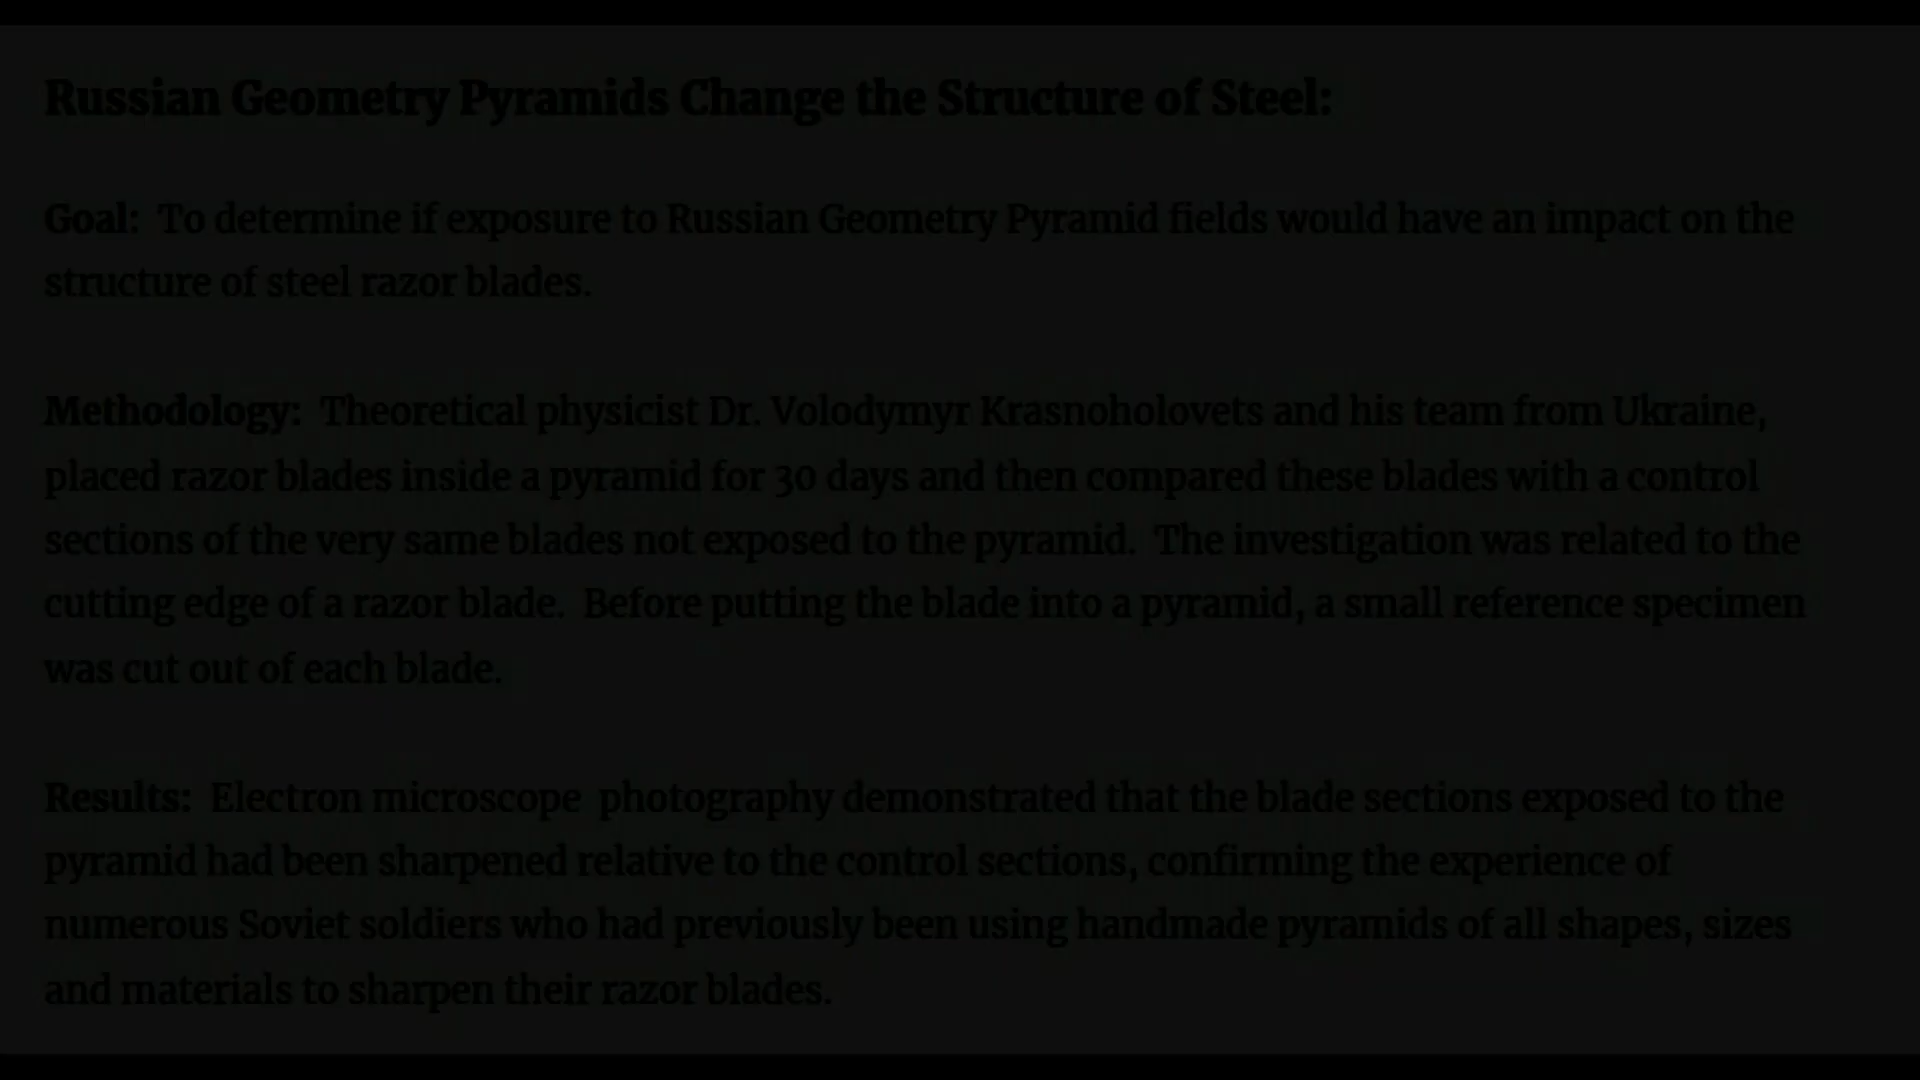 Russian Geometry Pyramids Change the Structure of Steel:
Goal: To determine if exposure to Russian Geometry Pyramid fields would have an impact on the
structure of steel razor blades.
Methodology: Theoretical physicist Dr. Volodymyr Krasnoholovets and his team from Ukraine,
placed razor blades inside a pyramid for 30 days and then compared these blades with a control
sections of the very same blades not exposed to the pyramid. The investigation was related to the
cutting edge of a razor blade. Before putting the blade into a pyramid, a small reference specimen
was cut out of each blade.
Results: Electron microscope photography demonstrated that the blade sections exposed to the
pyramid had been sharpened relative to the control sections, confirming the experience of
numerous Soviet soldiers who had previously been using handmade pyramids of all shapes, sizes
and materials to sharpen their razor blades.